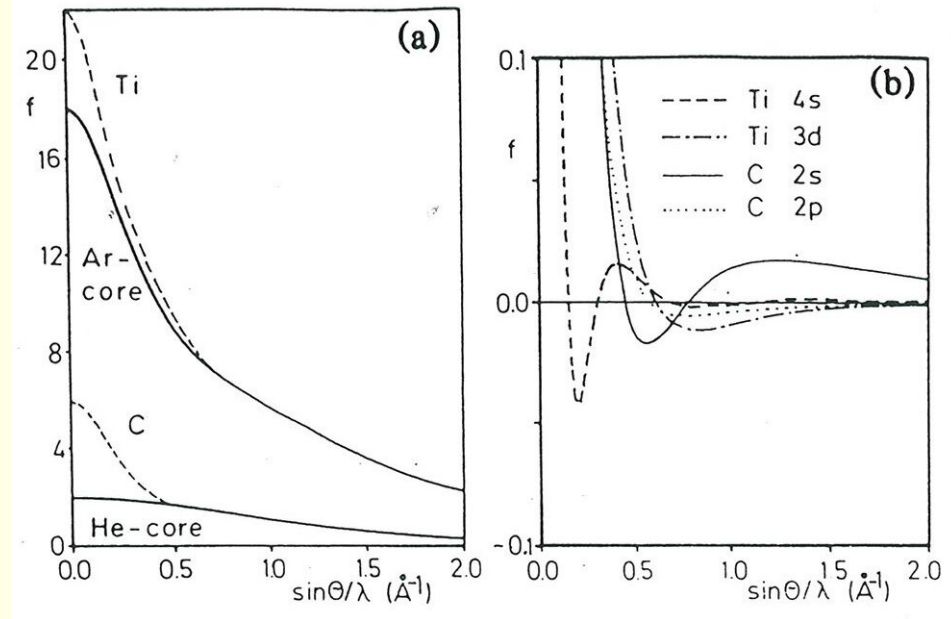 (a)
20
f
16
12
8
4
0
Ti
Ar-
core
C
He-core
0.0 0.5 1.0 1.5 2.0
sinΘ/λ (Å⁻¹)
(b)
0.1
f
0.0
-0.1
Ti 4s
Ti 3d
C 2s
C 2p
0.0 0.5 1.0 1.5 2.0
sinΘ/λ (Å⁻¹)